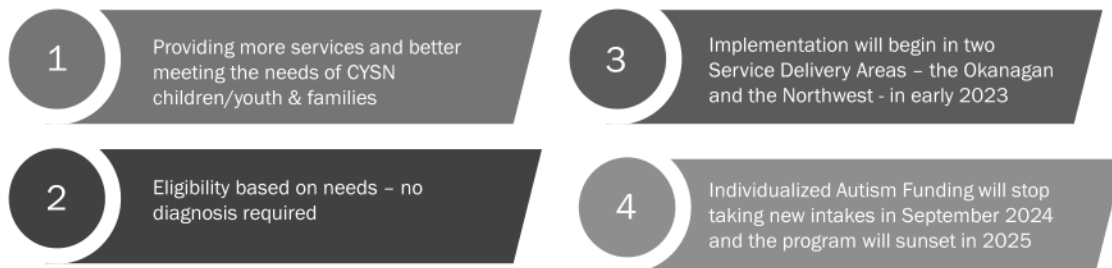 1
Providing more services and better
meeting the needs of CYSN
children/youth & families
2
Eligibility based on needs – no
diagnosis required
3
Implementation will begin in two
Service Delivery Areas – the Okanagan
and the Northwest - in early 2023
4
Individualized Autism Funding will stop
taking new intakes in September 2024
and the program will sunset in 2025